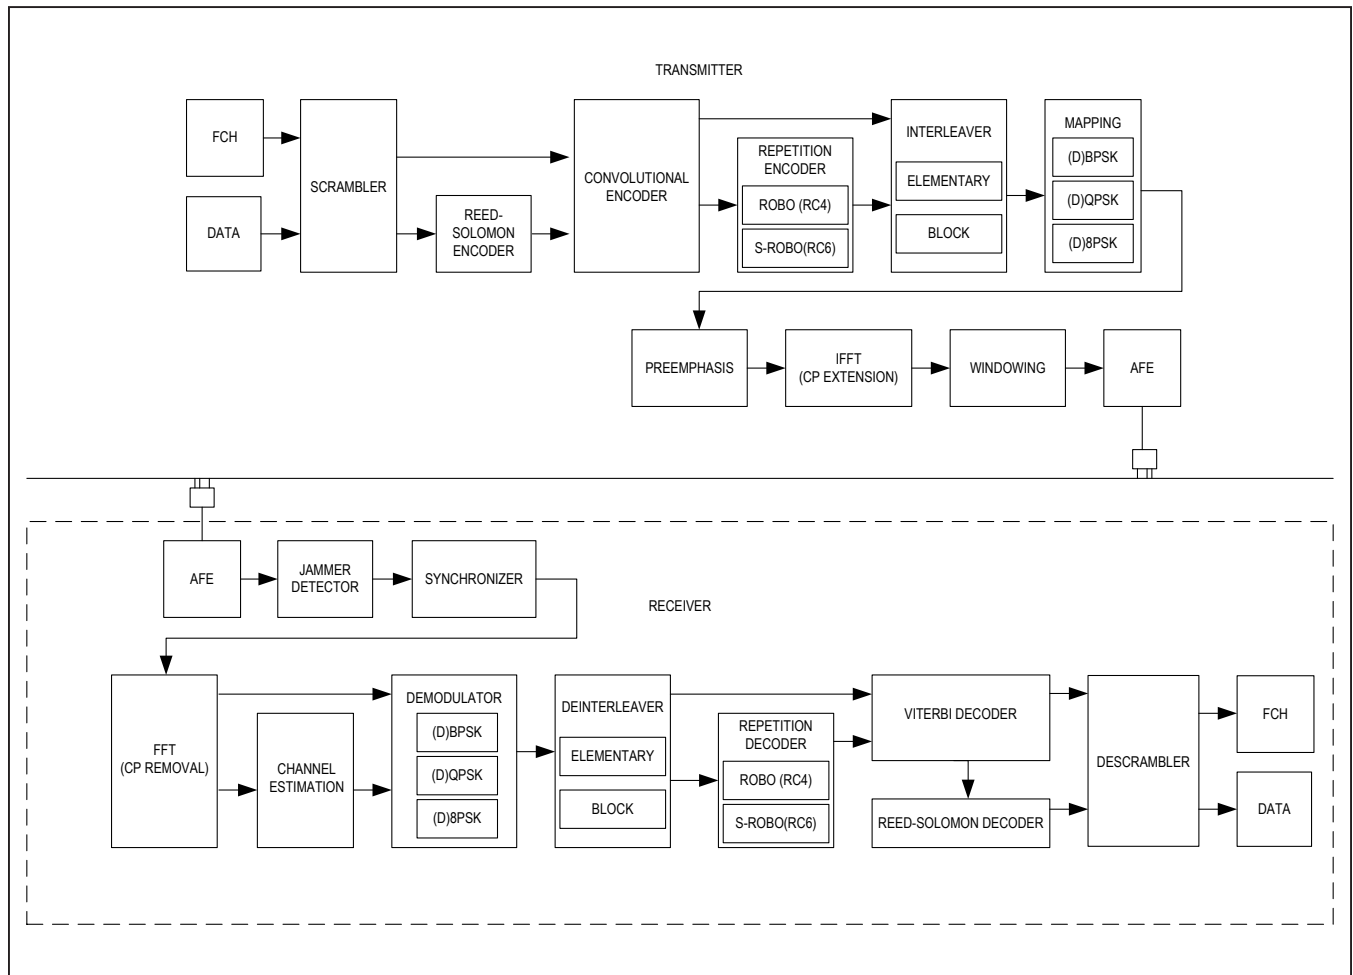 TRANSMITTER
FCH
DATA
SCRAMBLER
REED-
SOLOMON
ENCODER
CONVOLUTIONAL
ENCODER
REPETITION
ENCODER
ROBO (RC4)
S-ROBO(RC6)
INTERLEAVER
ELEMENTARY
BLOCK
MAPPING
(D)BPSK
(D)QPSK
(D)8PSK
PREEMPHASIS
IFFT
(CP EXTENSION)
WINDOWING
AFE
AFE
JAMMER
DETECTOR
SYNCHRONIZER
RECEIVER
FFT
(CP REMOVAL)
CHANNEL
ESTIMATION
DEMODULATOR
(D)BPSK
(D)QPSK
(D)8PSK
DEINTERLEAVER
ELEMENTARY
BLOCK
REPETITION
DECODER
ROBO (RC4)
S-ROBO(RC6)
VITERBI DECODER
REED-SOLOMON DECODER
DESCRAMBLER
FCH
DATA